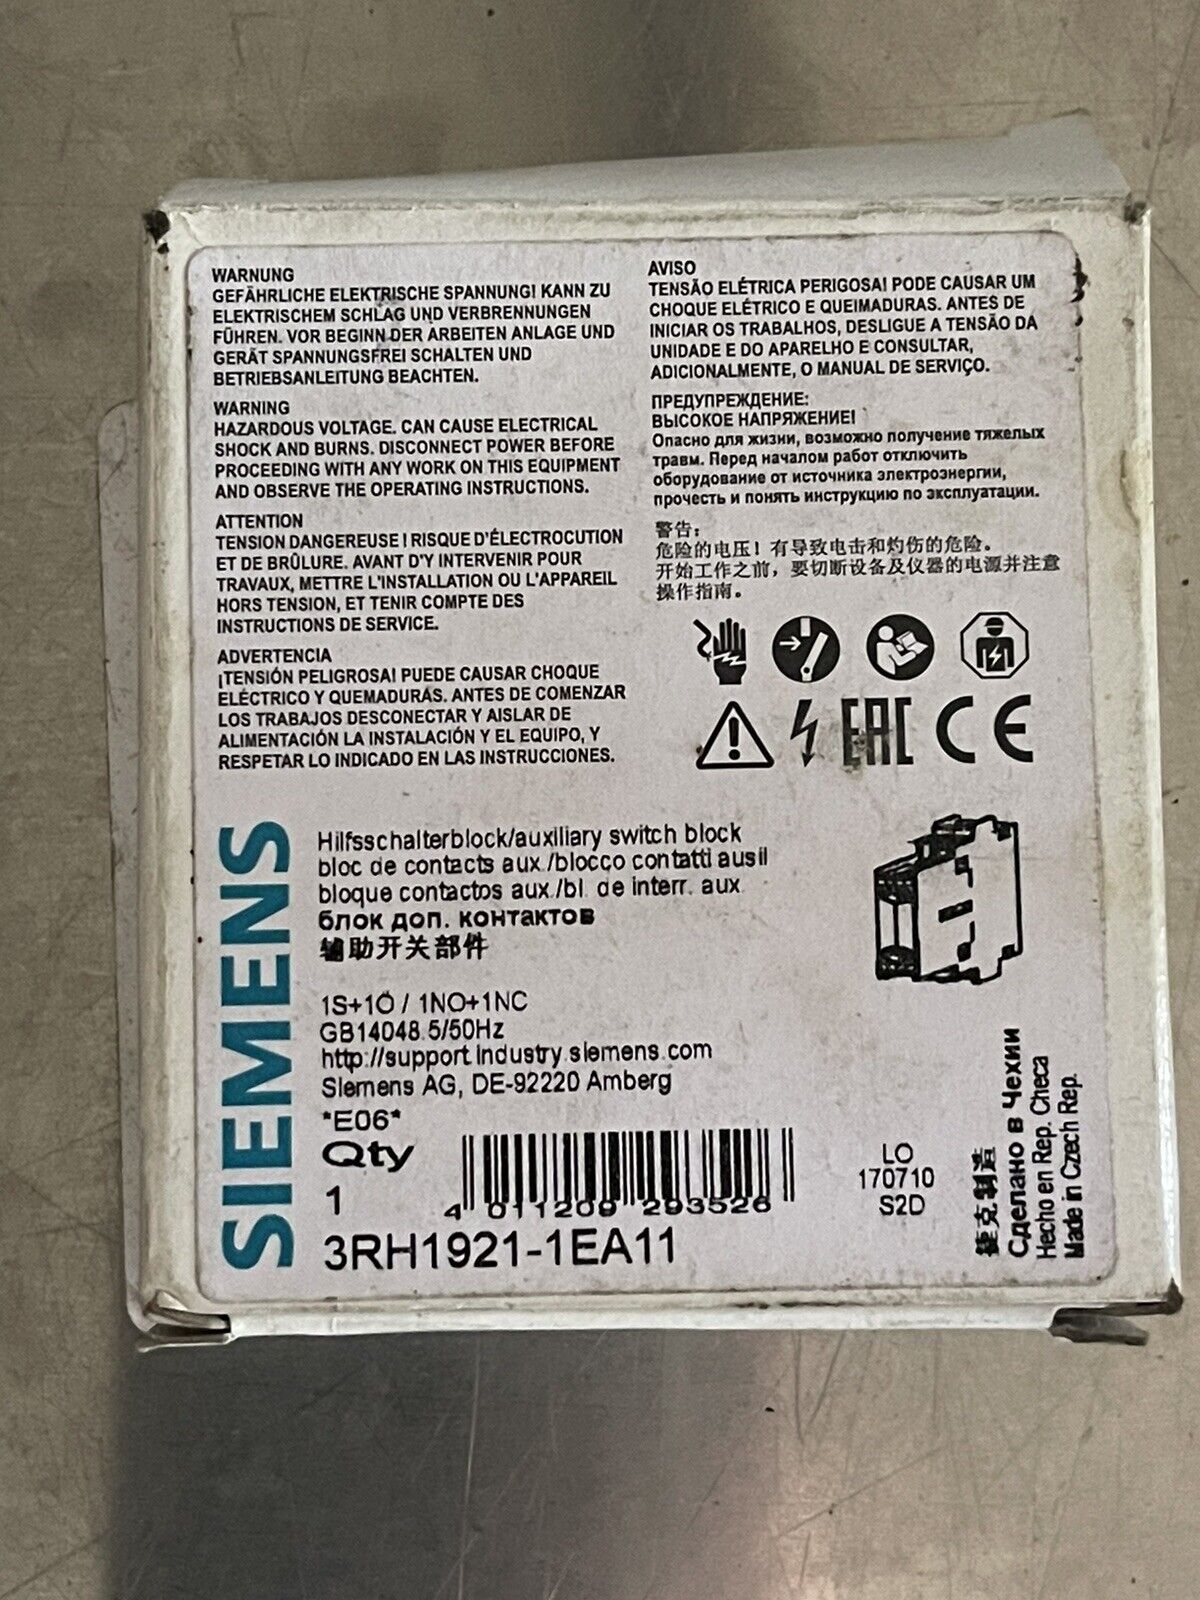 WARNUNG
GEFÄHRLICHE ELEKTRISCHE SPANNUNG! KANN ZU
ELEKTRISCHEM SCHLAG UND VERBRENNUNGEN
FÜHREN. VOR BEGINN DER ARBEITEN ANLAGE UND
GERÄT SPANNUNGSFREI SCHALTEN UND
BETRIEBSANLEITUNG BEACHTEN.
WARNING
HAZARDOUS VOLTAGE. CAN CAUSE ELECTRICAL
SHOCK AND BURNS. DISCONNECT POWER BEFORE
PROCEEDING WITH ANY WORK ON THIS EQUIPMENT
AND OBSERVE THE OPERATING INSTRUCTIONS.
ATTENTION
TENSION DANGEREUSE ! RISQUE D'ÉLECTROCUTION
ET DE BRÛLURE. AVANT D'Y INTERVENIR POUR
TRAVAUX, METTRE L'INSTALLATION OU L'APPAREIL
HORS TENSION, ET TENIR COMPTE DES
INSTRUCTIONS DE SERVICE.
ADVERTENCIA
¡TENSIÓN PELIGROSA! PUEDE CAUSAR CHOQUE
ELÉCTRICO Y QUEMADURAS. ANTES DE COMENZAR
LOS TRABAJOS DESCONECTAR Y AISLAR DE
ALIMENTACIÓN LA INSTALACIÓN Y EL EQUIPO, Y
RESPETAR LO INDICADO EN LAS INSTRUCCIONES.
AVISO
TENSÃO ELÉTRICA PERIGOSA! PODE CAUSAR UM
CHOQUE ELÉTRICO E QUEIMADURAS. ANTES DE
INICIAR OS TRABALHOS, DESLIGUE A TENSÃO DA
UNIDADE E DO APARELHO E CONSULTAR,
ADICIONALMENTE, O MANUAL DE SERVIÇO.
ПРЕДУПРЕЖДЕНИЕ:
ВЫСОКОЕ НАПРЯЖЕНИЕ!
Опасно для жизни, возможно получение тяжелых
травм. Перед началом работ отключить
оборудование от источника электроэнергии,
прочесть и понять инструкцию по эксплуатации.
警告：
危险的电压！有导致电击和灼伤的危险。
开始工作之前，要切断设备及仪器的电源并注意
操作指南。
EAC CE
SIEMENS
Hilfsschalterblock/auxiliary switch block
bloc de contacts aux./blocco contatti ausil
bloque contactos aux./bl. de interr. aux.
блок доп. контактов
辅助开关部件
1S+1Ö / 1NO+1NC
GB14048.5/50Hz
http://support.industry.siemens.com
Siemens AG, DE-92220 Amberg
*E06*
Qty
1
4 011209 293526
3RH1921-1EA11
LO
170710
S2D
捷克制造
Сделано в Чехии
Hecho en Rep. Checa
Made in Czech Rep.